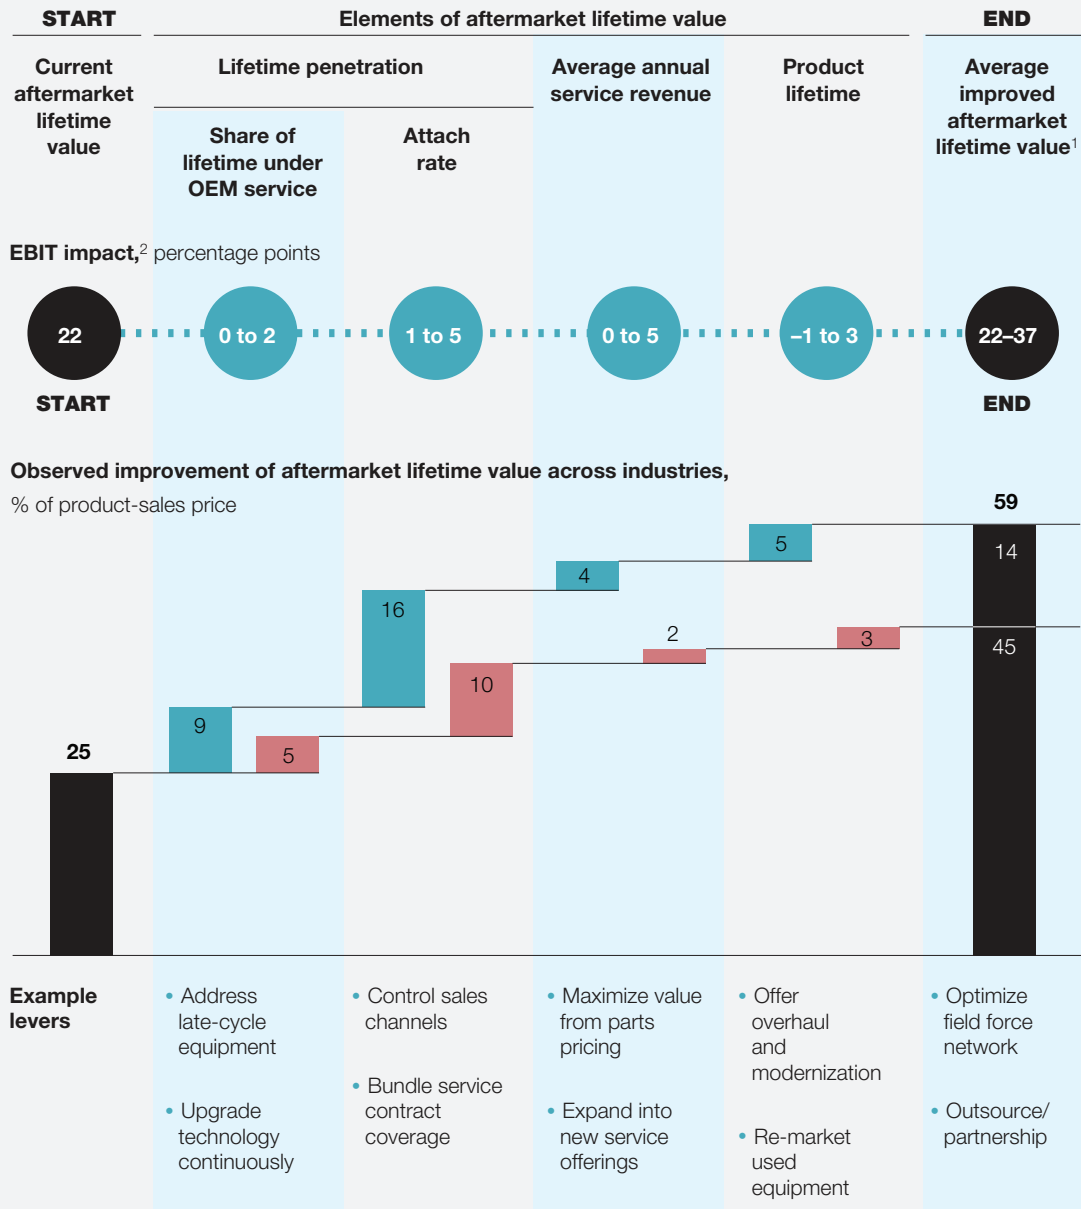 START
Elements of aftermarket lifetime value
END
Current
aftermarket
lifetime
value
Lifetime penetration
Share of
lifetime under
OEM service
Attach
rate
Average annual
service revenue
Product
lifetime
Average
improved
aftermarket
lifetime value¹
EBIT impact,² percentage points
22
0 to 2
1 to 5
0 to 5
–1 to 3
22–37
START
END
Observed improvement of aftermarket lifetime value across industries,
% of product-sales price
25
9
5
16
10
4
2
5
3
59
14
45
Example
levers
• Address
late-cycle
equipment
• Upgrade
technology
continuously
• Control sales
channels
• Bundle service
contract
coverage
• Maximize value
from parts
pricing
• Expand into
new service
offerings
• Offer
overhaul
and
modernization
• Re-market
used
equipment
• Optimize
field force
network
• Outsource/
partnership